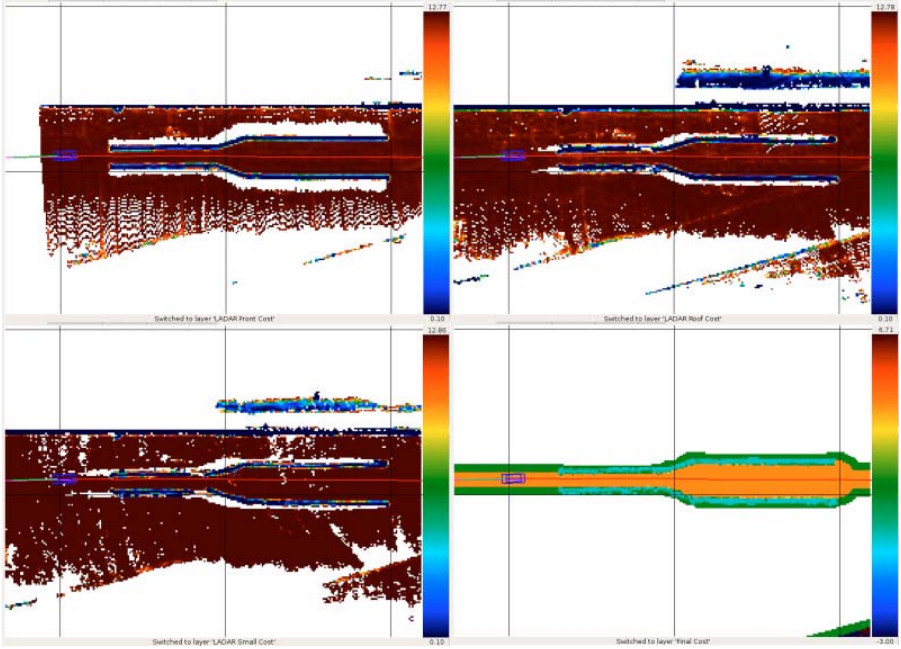 12.77
12.78
Switched to layer 'LADAR Front Cost'
0.10
Switched to layer 'LADAR Roof Cost'
0.10
12.86
6.71
Switched to layer 'LADAR Small Cost'
0.10
Switched to layer 'Final Cost'
-3.00